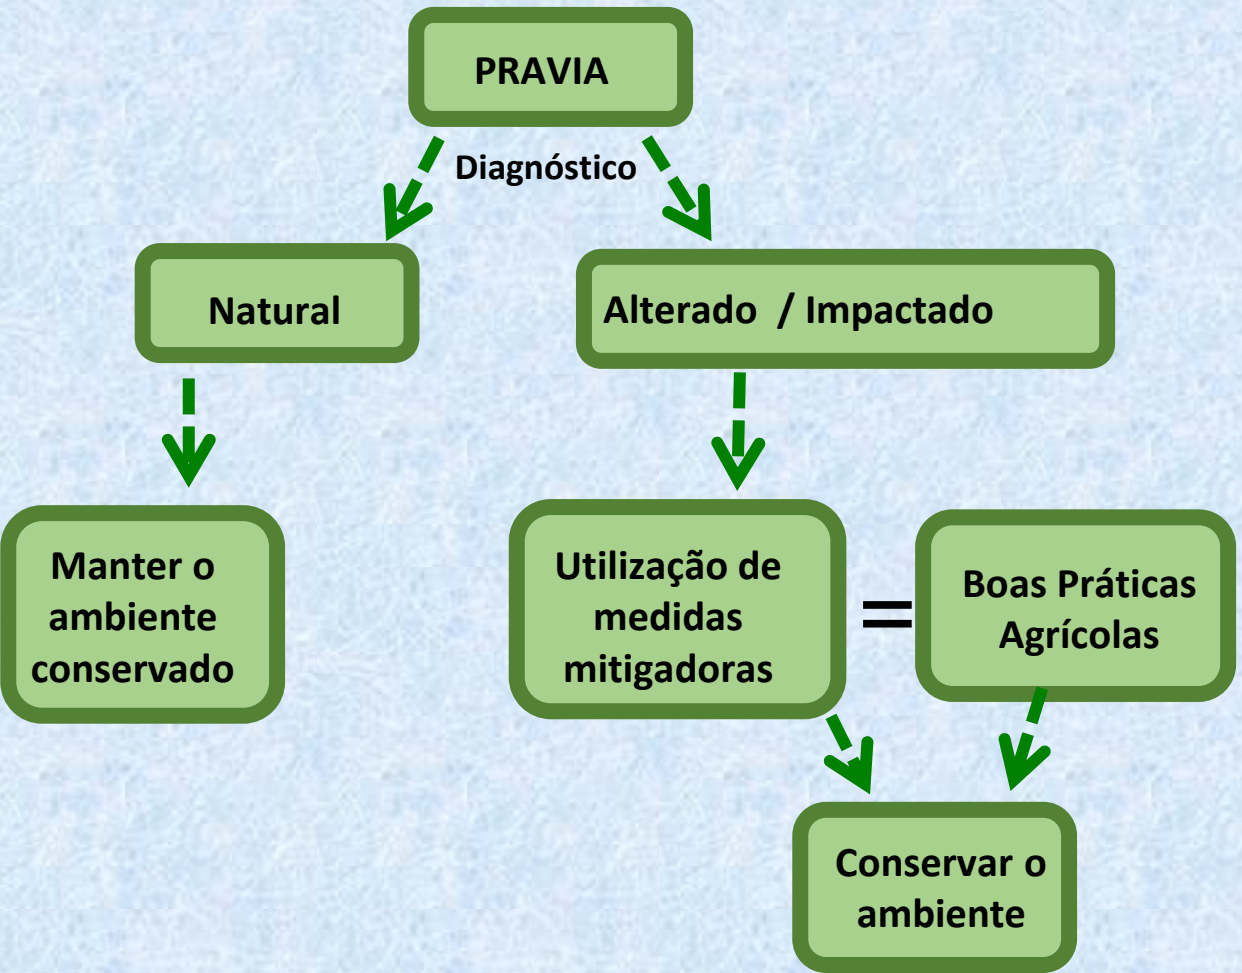 PRAVIA
Diagnóstico
Natural
Alterado / Impactado
Manter o
ambiente
conservado
Utilização de
medidas
mitigadoras
=
Boas Práticas
Agrícolas
Conservar o
ambiente